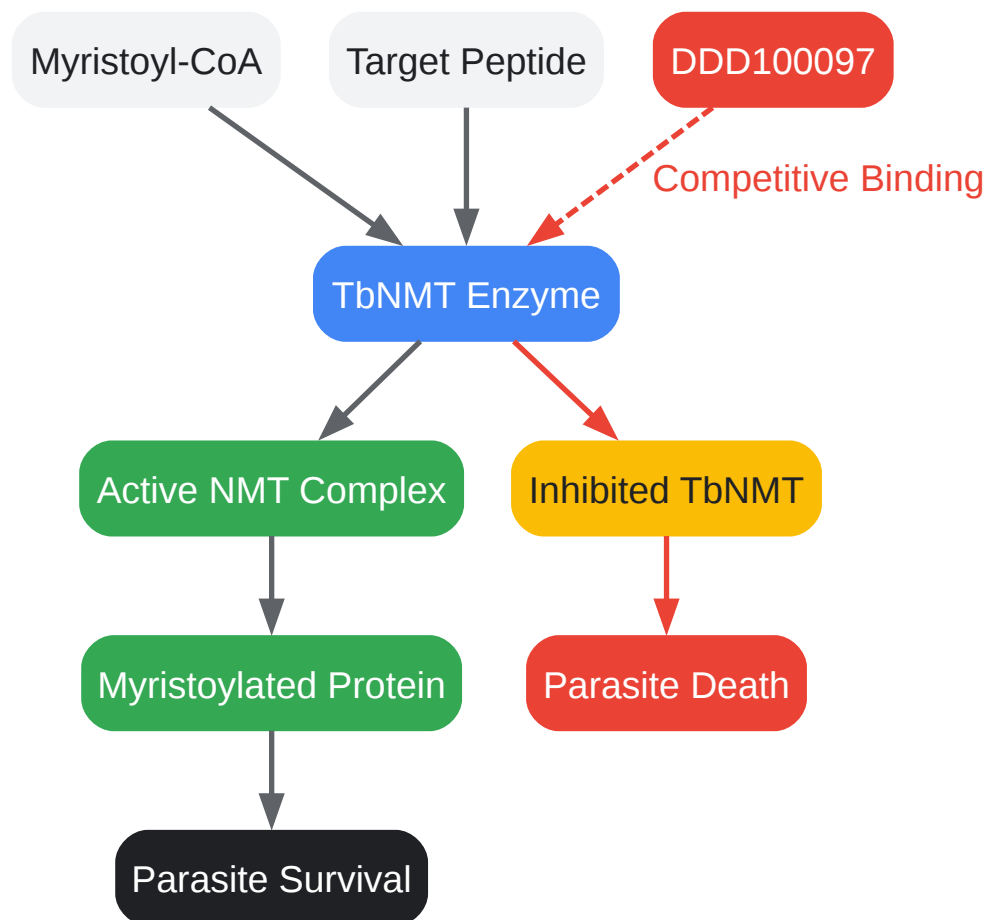 Myristoyl-CoA
Target Peptide
DDD100097
Competitive Binding
TbNMT Enzyme
Active NMT Complex
Inhibited TbNMT
Myristoylated Protein
Parasite Death
Parasite Survival